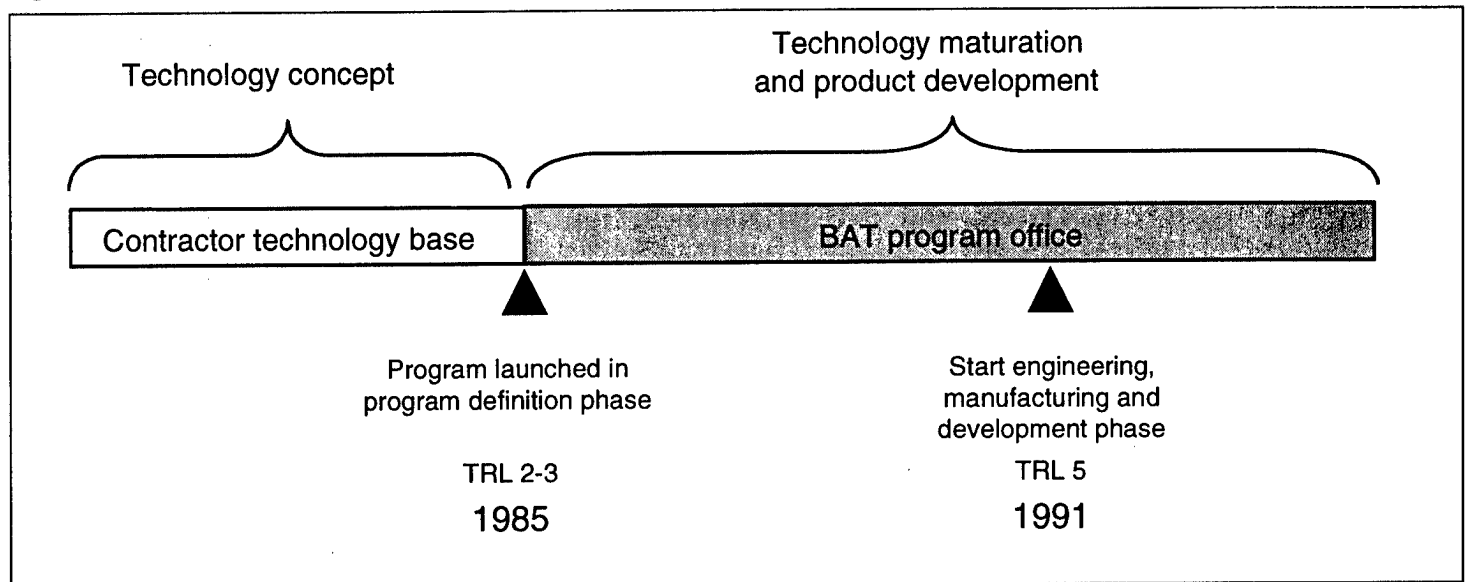 Technology concept
Technology maturation
and product development
Contractor technology base
BAT program office
Program launched in
program definition phase
TRL 2-3
1985
Start engineering,
manufacturing and
development phase
TRL 5
1991